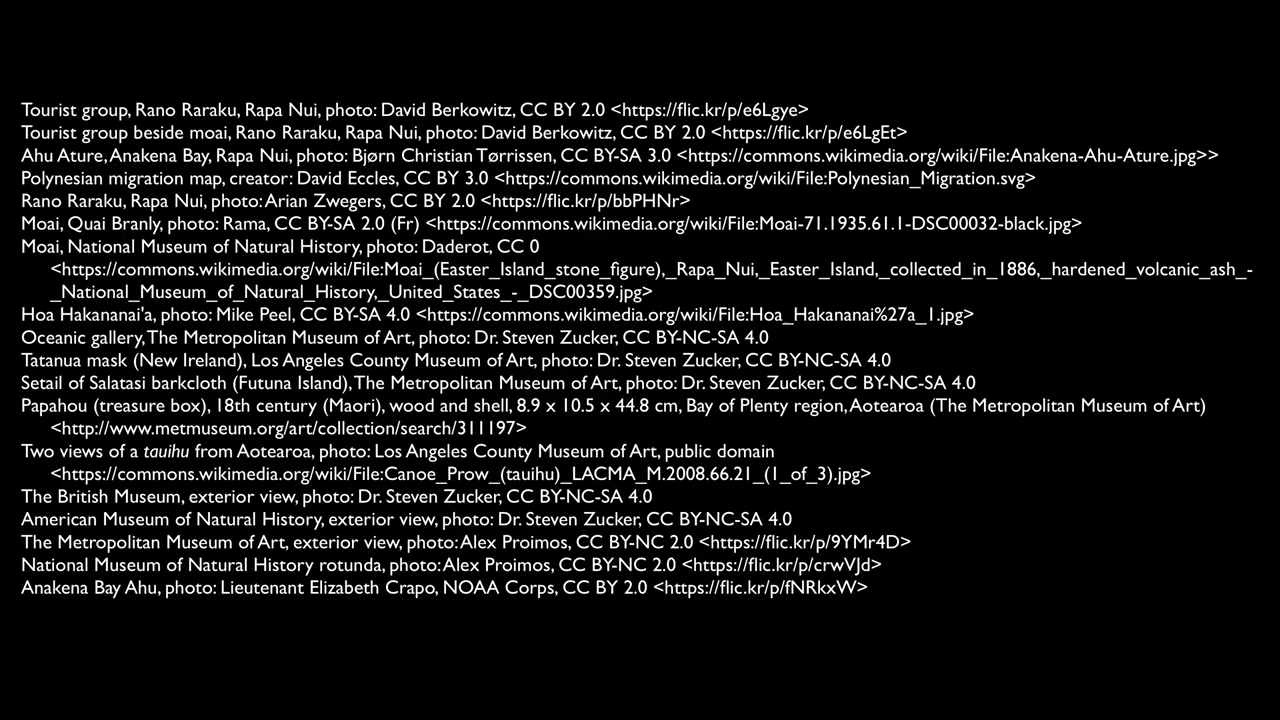 Tourist group, Rano Raraku, Rapa Nui, photo: David Berkowitz, CC BY 2.0 <https://flic.kr/p/e6Lgye>
Tourist group beside moai, Rano Raraku, Rapa Nui, photo: David Berkowitz, CC BY 2.0 <https://flic.kr/p/e6LgEt>
Ahu Ature, Anakena Bay, Rapa Nui, photo: Bjørn Christian Tørrissen, CC BY-SA 3.0 <https://commons.wikimedia.org/wiki/File:Anakena-Ahu-Ature.jpg>>
Polynesian migration map, creator: David Eccles, CC BY 3.0 <https://commons.wikimedia.org/wiki/File:Polynesian_Migration.svg>
Rano Raraku, Rapa Nui, photo: Arian Zwegers, CC BY 2.0 <https://flic.kr/p/bbPHNr>
Moai, Quai Branly, photo: Rama, CC BY-SA 2.0 (Fr) <https://commons.wikimedia.org/wiki/File:Moai-71.1935.61.1-DSC00032-black.jpg>
Moai, National Museum of Natural History, photo: Daderot, CC 0
<https://commons.wikimedia.org/wiki/File:Moai_(Easter_Island_stone_figure),_Rapa_Nui,_Easter_Island,_collected_in_1886,_hardened_volcanic_ash_-
_National_Museum_of_Natural_History,_United_States_-_DSC00359.jpg>
Hoa Hakananai'a, photo: Mike Peel, CC BY-SA 4.0 <https://commons.wikimedia.org/wiki/File:Hoa_Hakananai%27a_1.jpg>
Oceanic gallery, The Metropolitan Museum of Art, photo: Dr. Steven Zucker, CC BY-NC-SA 4.0
Tatanua mask (New Ireland), Los Angeles County Museum of Art, photo: Dr. Steven Zucker, CC BY-NC-SA 4.0
Setail of Salatasi barkcloth (Futuna Island), The Metropolitan Museum of Art, photo: Dr. Steven Zucker, CC BY-NC-SA 4.0
Papahou (treasure box), 18th century (Maori), wood and shell, 8.9 x 10.5 x 44.8 cm, Bay of Plenty region, Aotearoa (The Metropolitan Museum of Art)
<http://www.metmuseum.org/art/collection/search/311197>
Two views of a tauihu from Aotearoa, photo: Los Angeles County Museum of Art, public domain
<https://commons.wikimedia.org/wiki/File:Canoe_Prow_(tauihu)_LACMA_M.2008.66.21_(1_of_3).jpg>
The British Museum, exterior view, photo: Dr. Steven Zucker, CC BY-NC-SA 4.0
American Museum of Natural History, exterior view, photo: Dr. Steven Zucker, CC BY-NC-SA 4.0
The Metropolitan Museum of Art, exterior view, photo: Alex Proimos, CC BY-NC 2.0 <https://flic.kr/p/9YMr4D>
National Museum of Natural History rotunda, photo: Alex Proimos, CC BY-NC 2.0 <https://flic.kr/p/crwVJd>
Anakena Bay Ahu, photo: Lieutenant Elizabeth Crapo, NOAA Corps, CC BY 2.0 <https://flic.kr/p/fNRkxW>